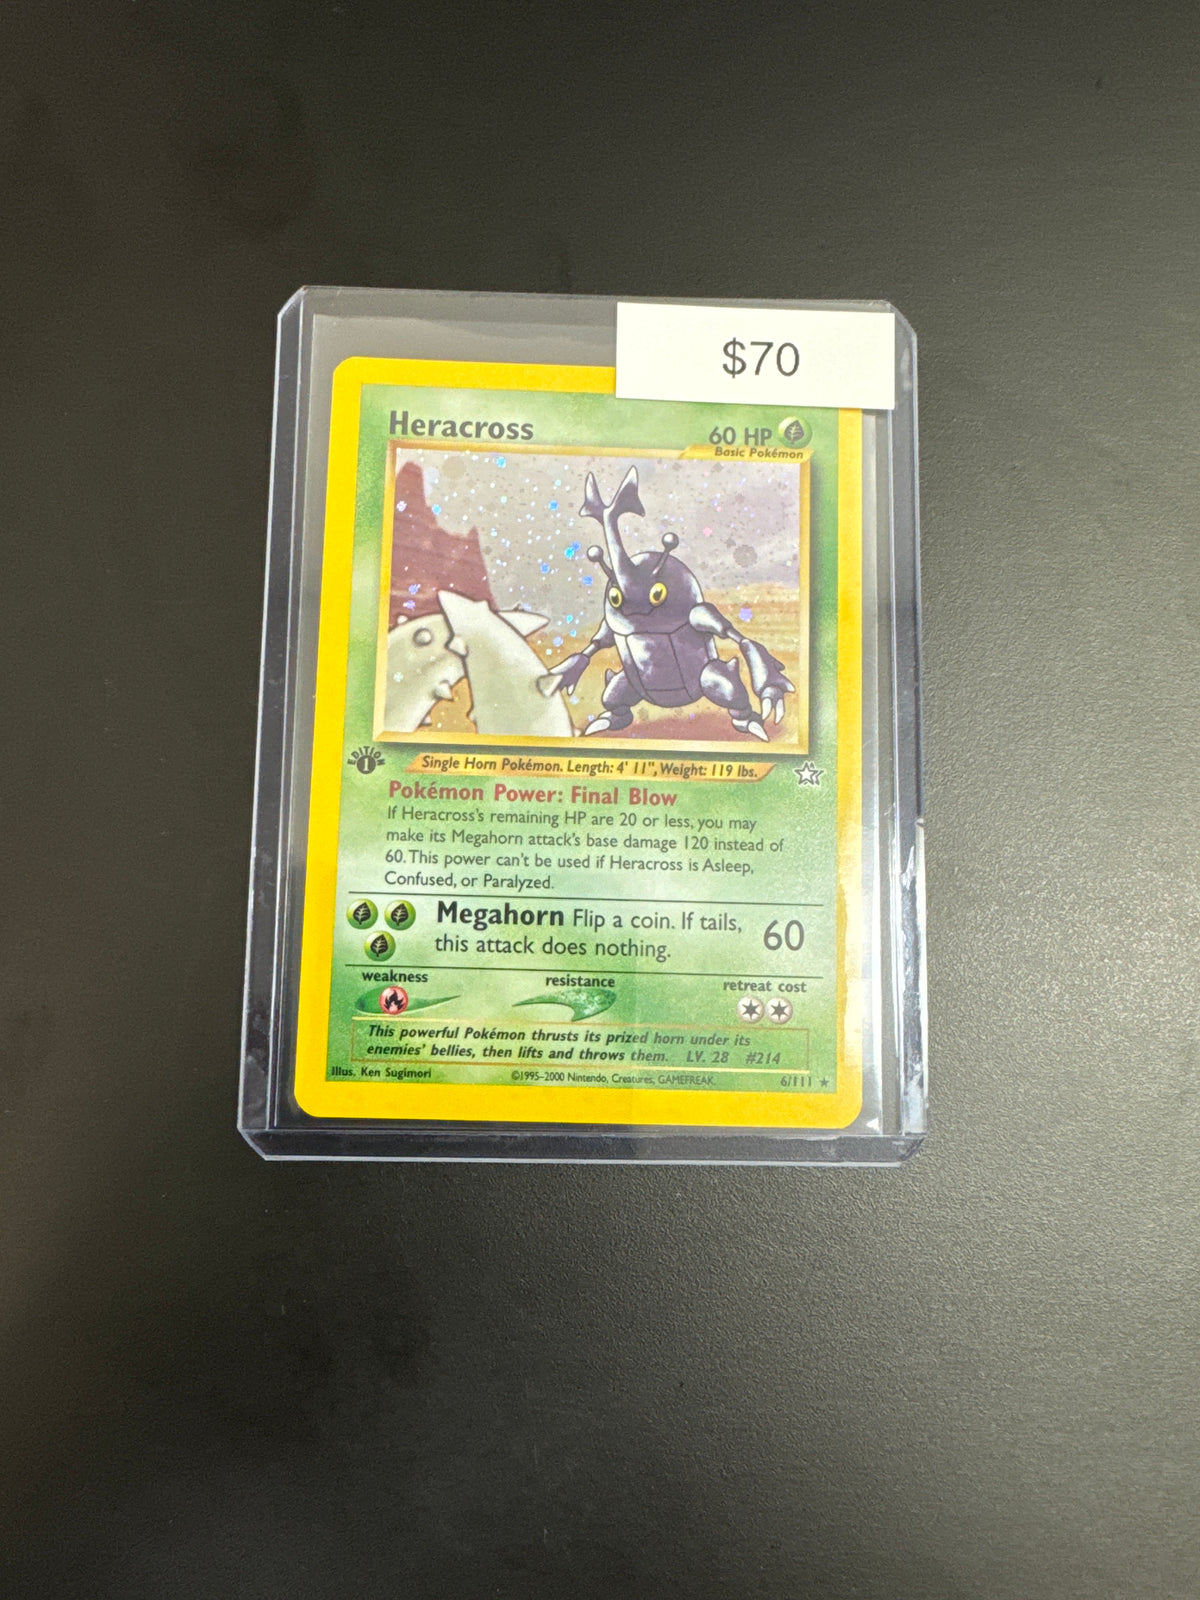 $70
Heracross
60 HP
Basic Pokémon
EDITION
1
Single Horn Pokémon. Length: 4' 11", Weight: 119 lbs.
Pokémon Power: Final Blow
If Heracross's remaining HP are 20 or less, you may
make its Megahorn attack's base damage 120 instead of
60. This power can't be used if Heracross is Asleep,
Confused, or Paralyzed.
Megahorn Flip a coin. If tails,
this attack does nothing.
60
weakness
resistance
retreat cost
This powerful Pokémon thrusts its prized horn under its
enemies' bellies, then lifts and throws them. LV. 28 #214
Illus. Ken Sugimori
©1995–2000 Nintendo, Creatures, GAMEFREAK.
6/111 ★